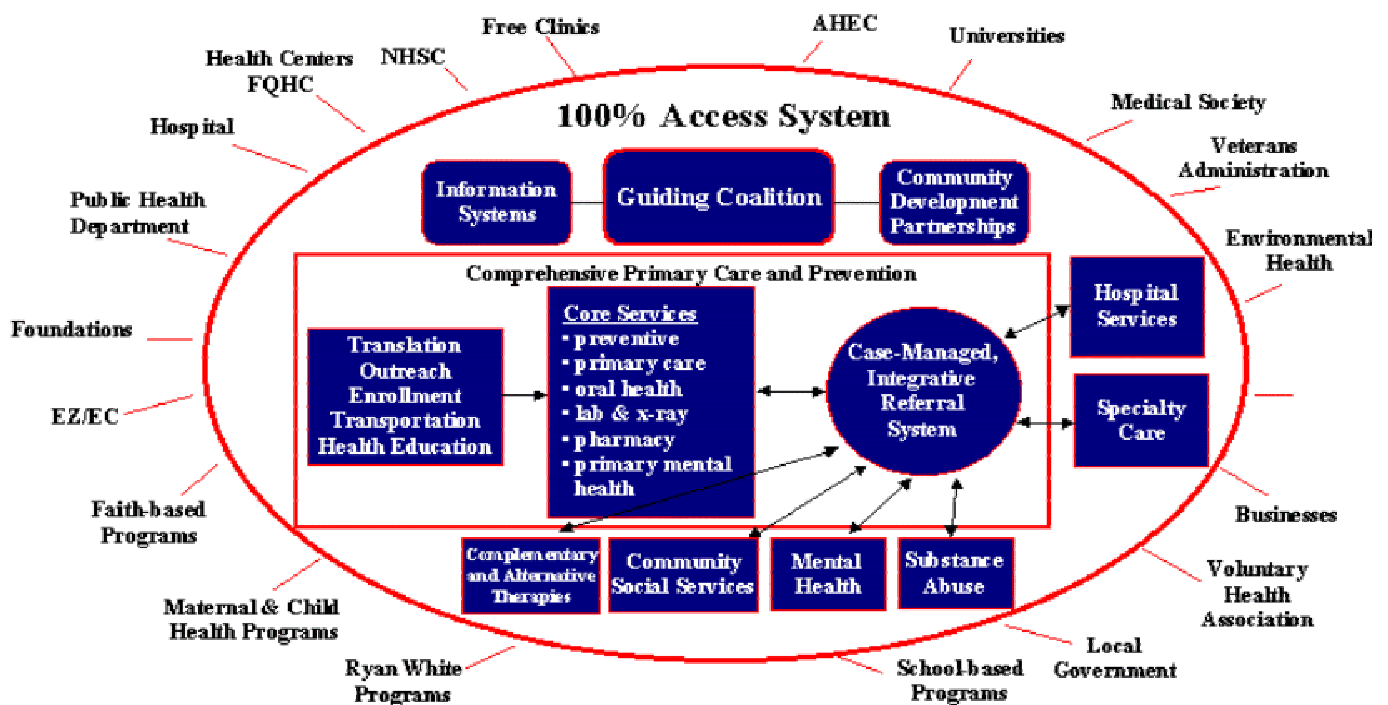 Free Clinics
AHEC
Universities
NHSC
Health Centers
FQHC
Hospital
Medical Society
Veterans
Administration
Public Health
Department
Environmental
Health
Foundations
EZ/EC
Faith-based
Programs
Businesses
Maternal & Child
Health Programs
Voluntary
Health
Association
Ryan White
Programs
School-based
Programs
Local
Government
100% Access System
Information
Systems
Guiding Coalition
Community
Development
Partnerships
Comprehensive Primary Care and Prevention
Translation
Outreach
Enrollment
Transportation
Health Education
Core Services
▪ preventive
▪ primary care
▪ oral health
▪ lab & x-ray
▪ pharmacy
▪ primary mental
health
Case-Managed,
Integrative
Referral
System
Hospital
Services
Specialty
Care
Complementary
and Alternative
Therapies
Community
Social Services
Mental
Health
Substance
Abuse